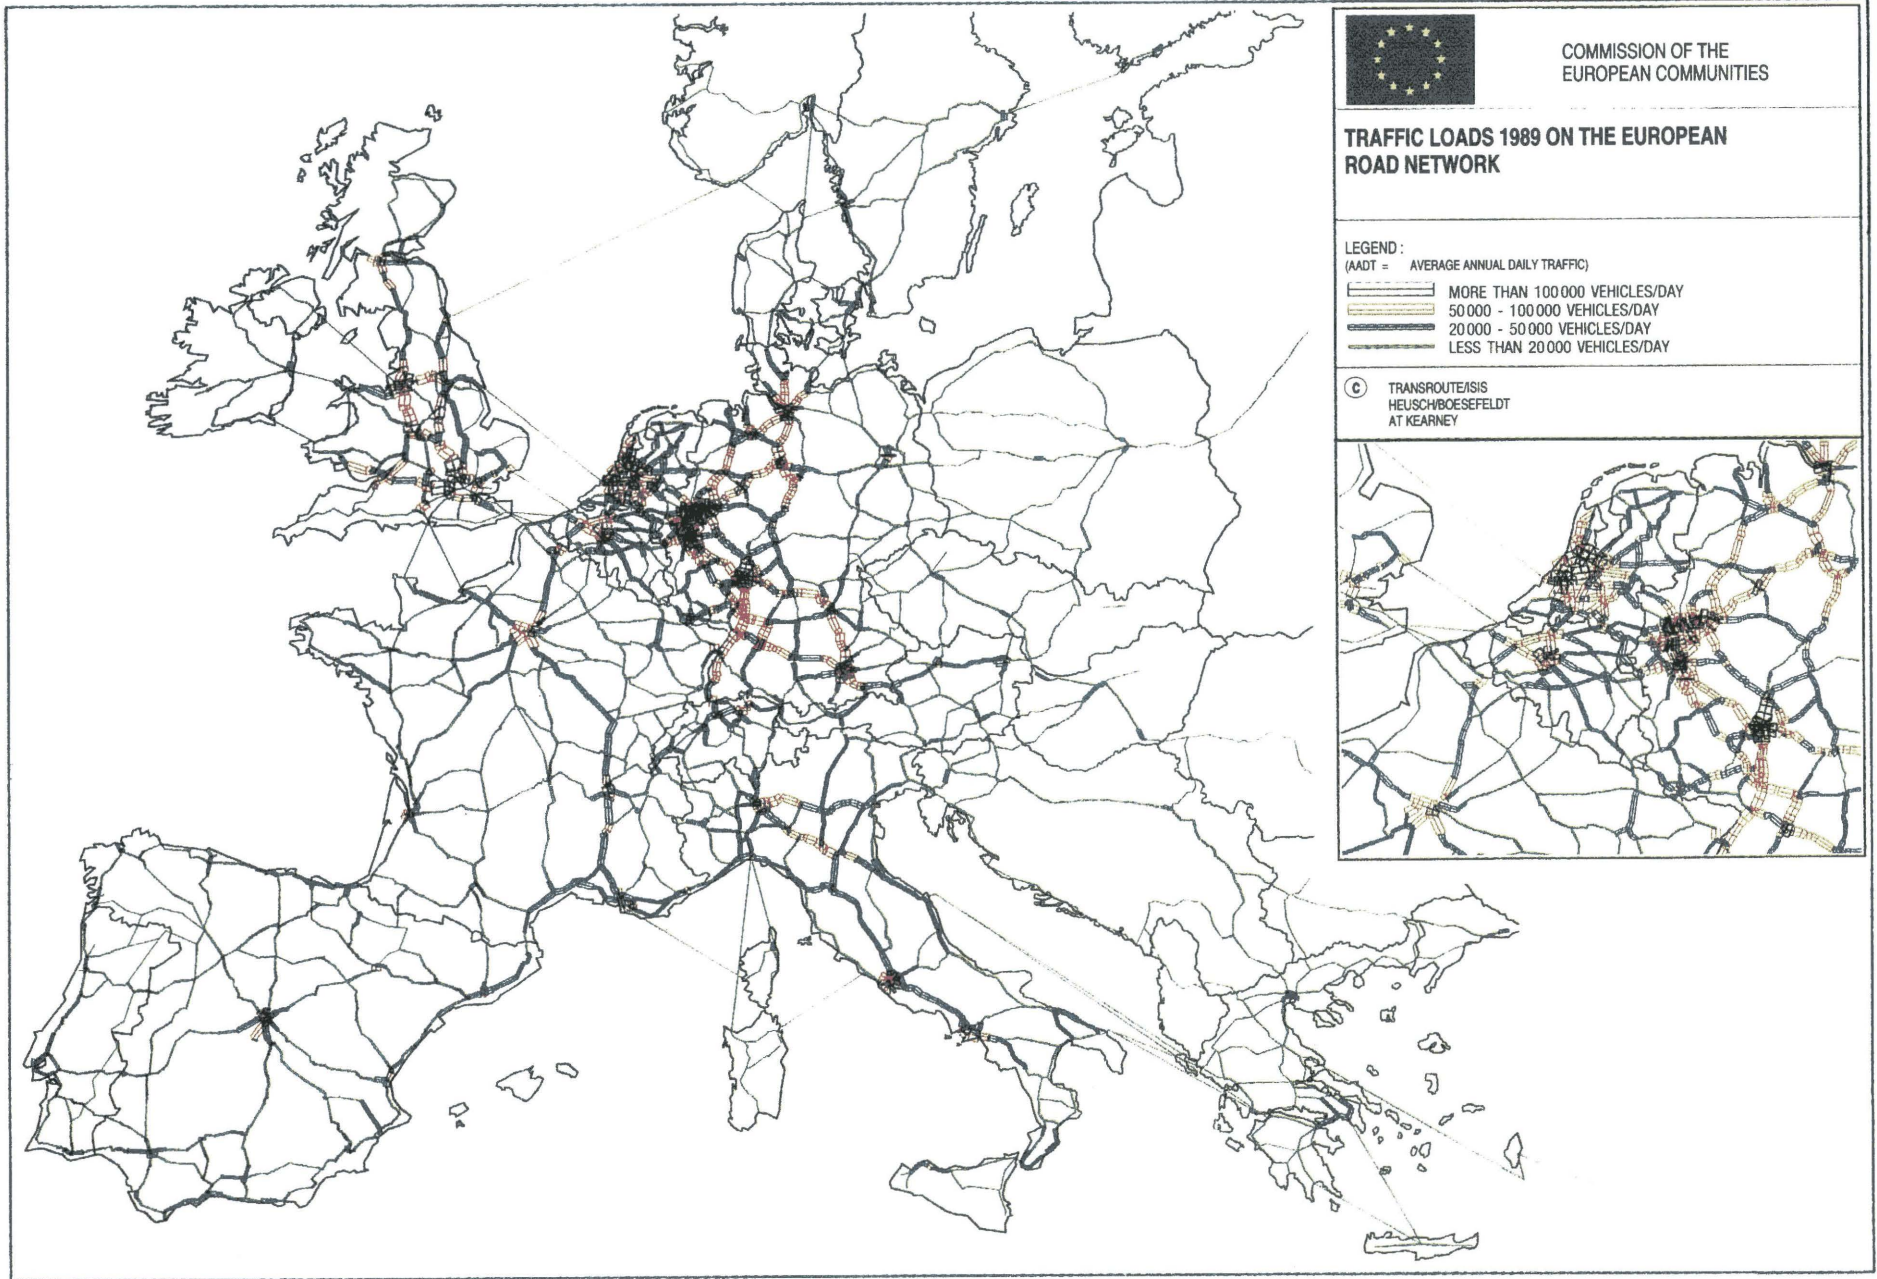 COMMISSION OF THE
EUROPEAN COMMUNITIES
TRAFFIC LOADS 1989 ON THE EUROPEAN
ROAD NETWORK
LEGEND :
(AADT = AVERAGE ANNUAL DAILY TRAFFIC)
MORE THAN 100 000 VEHICLES/DAY
50 000 - 100 000 VEHICLES/DAY
20 000 - 50 000 VEHICLES/DAY
LESS THAN 20 000 VEHICLES/DAY
C TRANSROUTE/ISIS
HEUSCH/BOESEFELDT
AT KEARNEY